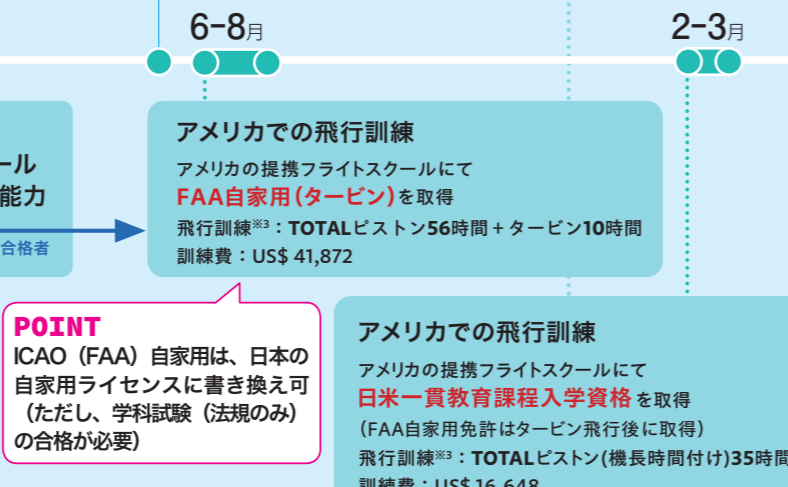 6-8月
2-3月
ール
能力
合格者
アメリカでの飛行訓練
アメリカの提携フライトスクールにて
FAA自家用(タービン)を取得
飛行訓練※3：TOTALピストン56時間+タービン10時間
訓練費：US$ 41,872
POINT
ICAO（FAA）自家用は、日本の
自家用ライセンスに書き換え可
（ただし、学科試験（法規のみ）
の合格が必要）
アメリカでの飛行訓練
アメリカの提携フライトスクールにて
日米一貫教育課程入学資格 を取得
（FAA自家用免許はタービン飛行後に取得）
飛行訓練※3：TOTALピストン(機長時間付け)35時間
訓練費：US$ 16,648